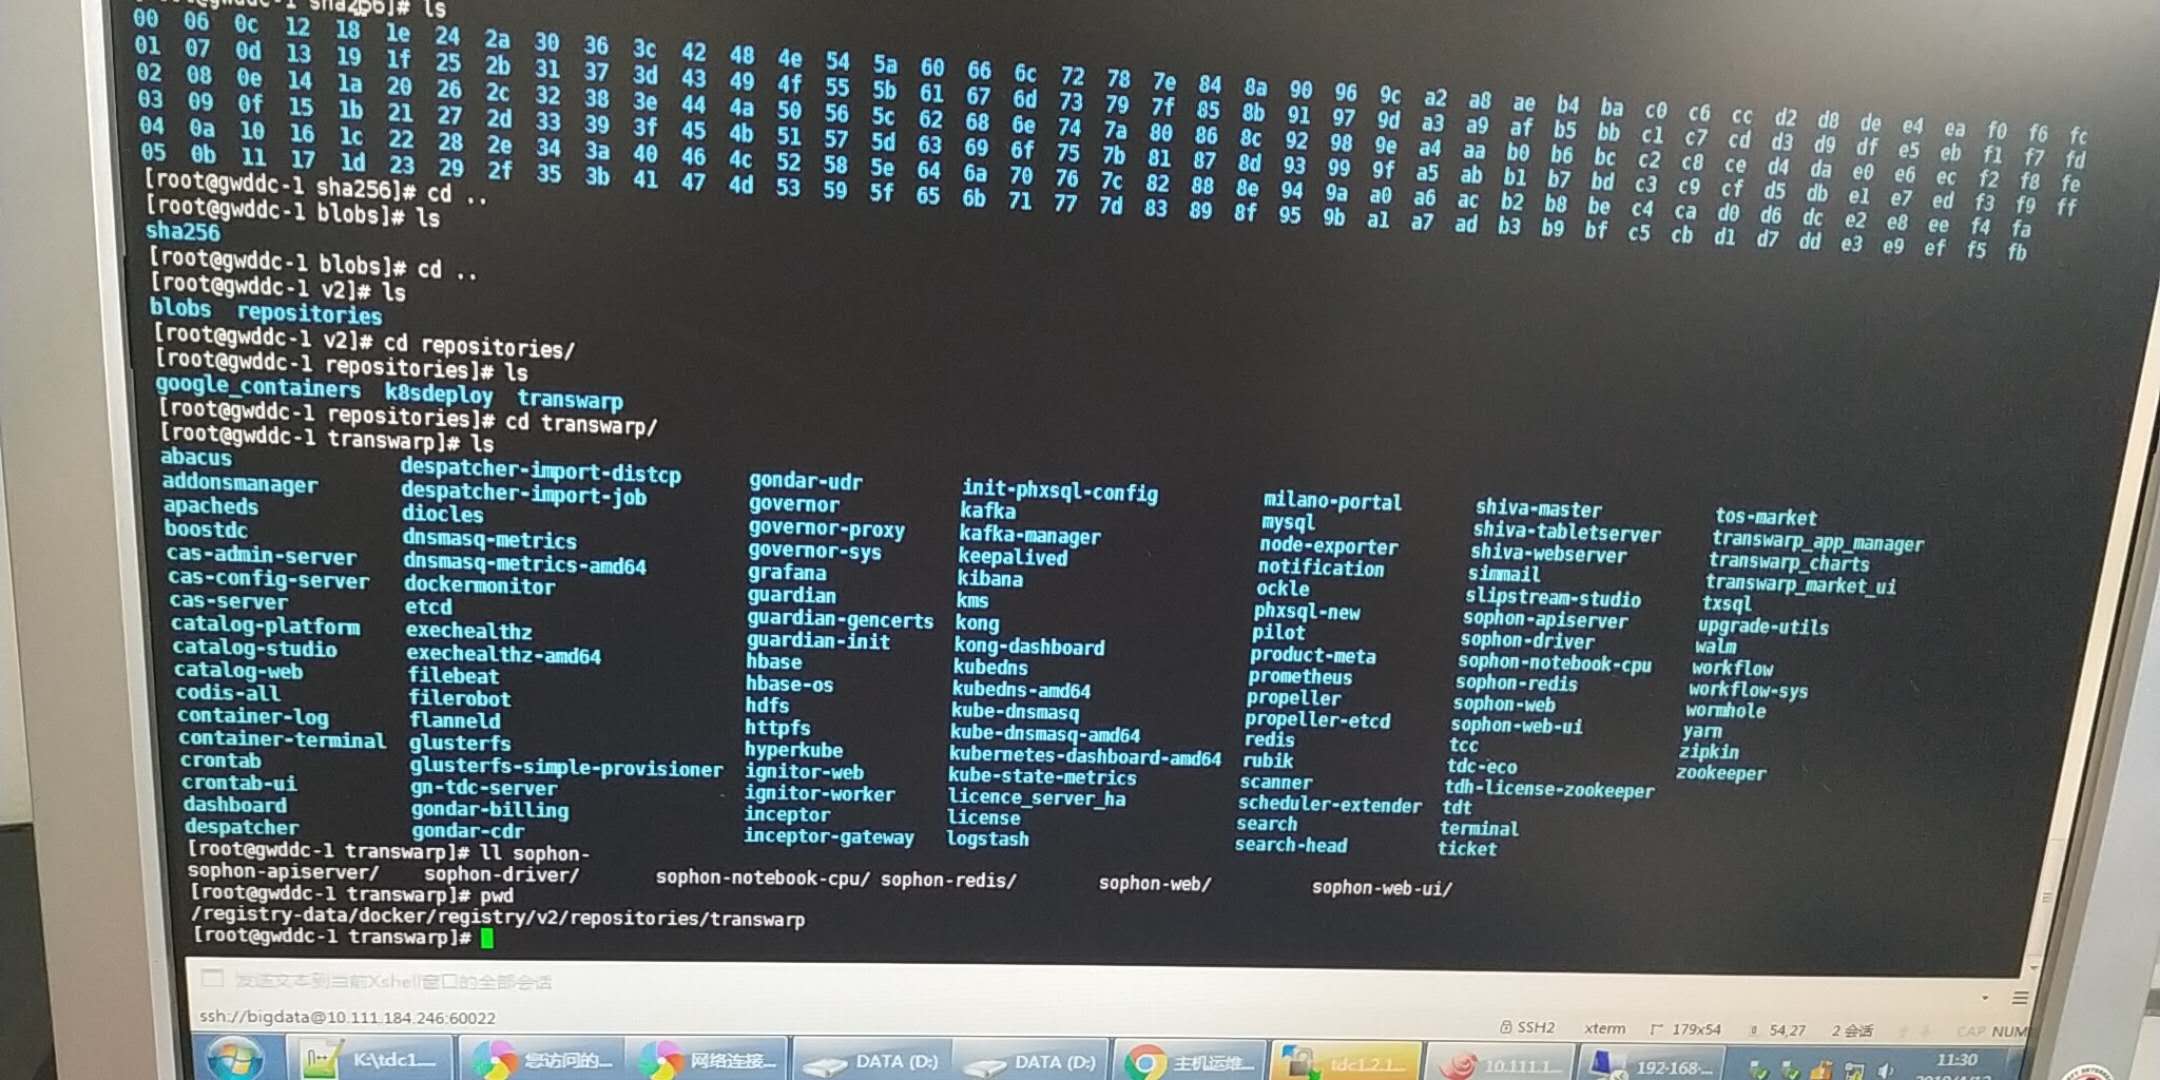 sha256]# ls
00 06 0c 12 18 1e 24 2a 30 36 3c 42 48 4e 54 5a 60 66 6c 72 78 7e 84 8a 90 96 9c a2 a8 ae b4 ba c0 c6 cc d2 d8 de e4 ea f0 f6 fc
01 07 0d 13 19 1f 25 2b 31 37 3d 43 49 4f 55 5b 61 67 6d 73 79 7f 85 8b 91 97 9d a3 a9 af b5 bb c1 c7 cd d3 d9 df e5 eb f1 f7 fd
02 08 0e 14 1a 20 26 2c 32 38 3e 44 4a 50 56 5c 62 68 6e 74 7a 80 86 8c 92 98 9e a4 aa b0 b6 bc c2 c8 ce d4 da e0 e6 ec f2 f8 fe
03 09 0f 15 1b 21 27 2d 33 39 3f 45 4b 51 57 5d 63 69 6f 75 7b 81 87 8d 93 99 9f a5 ab b1 b7 bd c3 c9 cf d5 db e1 e7 ed f3 f9 ff
04 0a 10 16 1c 22 28 2e 34 3a 40 46 4c 52 58 5e 64 6a 70 76 7c 82 88 8e 94 9a a0 a6 ac b2 b8 be c4 ca d0 d6 dc e2 e8 ee f4 fa
05 0b 11 17 1d 23 29 2f 35 3b 41 47 4d 53 59 5f 65 6b 71 77 7d 83 89 8f 95 9b a1 a7 ad b3 b9 bf c5 cb d1 d7 dd e3 e9 ef f5 fb
[root@gwddc-1 sha256]# cd ..
[root@gwddc-1 blobs]# ls
sha256
[root@gwddc-1 blobs]# cd ..
[root@gwddc-1 v2]# ls
blobs repositories
[root@gwddc-1 v2]# cd repositories/
[root@gwddc-1 repositories]# ls
google_containers k8sdeploy transwarp
[root@gwddc-1 repositories]# cd transwarp/
[root@gwddc-1 transwarp]# ls
abacus despatcher-import-distcp gondar-udr init-phxsql-config milano-portal shiva-master tos-market
addonsmanager despatcher-import-job governor kafka mysql shiva-tabletserver transwarp_app_manager
apacheds diocles governor-proxy kafka-manager node-exporter shiva-webserver transwarp_charts
boostdc dnsmasq-metrics governor-sys keepalived notification simmail transwarp_market_ui
cas-admin-server dnsmasq-metrics-amd64 grafana kibana ockle slipstream-studio txsql
cas-config-server dockermonitor guardian kms phxsql-new sophon-apiserver upgrade-utils
cas-server etcd guardian-gencerts kong pilot sophon-driver walm
catalog-platform exechealthz guardian-init kong-dashboard product-meta sophon-notebook-cpu workflow
catalog-studio exechealthz-amd64 hbase kubedns prometheus sophon-redis workflow-sys
catalog-web filebeat hbase-os kubedns-amd64 propeller sophon-web wormhole
codis-all filerobot hdfs kube-dnsmasq propeller-etcd sophon-web-ui yarn
container-log flanneld httpfs kube-dnsmasq-amd64 redis tcc zipkin
container-terminal glusterfs hyperkube kubernetes-dashboard-amd64 rubik tdc-eco zookeeper
crontab glusterfs-simple-provisioner ignitor-web kube-state-metrics scanner tdh-license-zookeeper
crontab-ui gn-tdc-server ignitor-worker licence_server_ha scheduler-extender tdt
dashboard gondar-billing inceptor license search terminal
despatcher gondar-cdr inceptor-gateway logstash search-head ticket
[root@gwddc-1 transwarp]# ll sophon-
sophon-apiserver/ sophon-driver/ sophon-notebook-cpu/ sophon-redis/ sophon-web/ sophon-web-ui/
[root@gwddc-1 transwarp]# pwd
/registry-data/docker/registry/v2/repositories/transwarp
[root@gwddc-1 transwarp]#
发送文本到当前Xshell窗口的全部会话
ssh://bigdata@10.111.184.246:60022
SSH2 xterm 179x54 54,27 2 会话 CAP NUM
K:\tdc1... 您访问的... 网络连接... DATA (D:) DATA (D:) 主机运维... tdc1.2.1... 10.111.1... 192-168-... 11:30